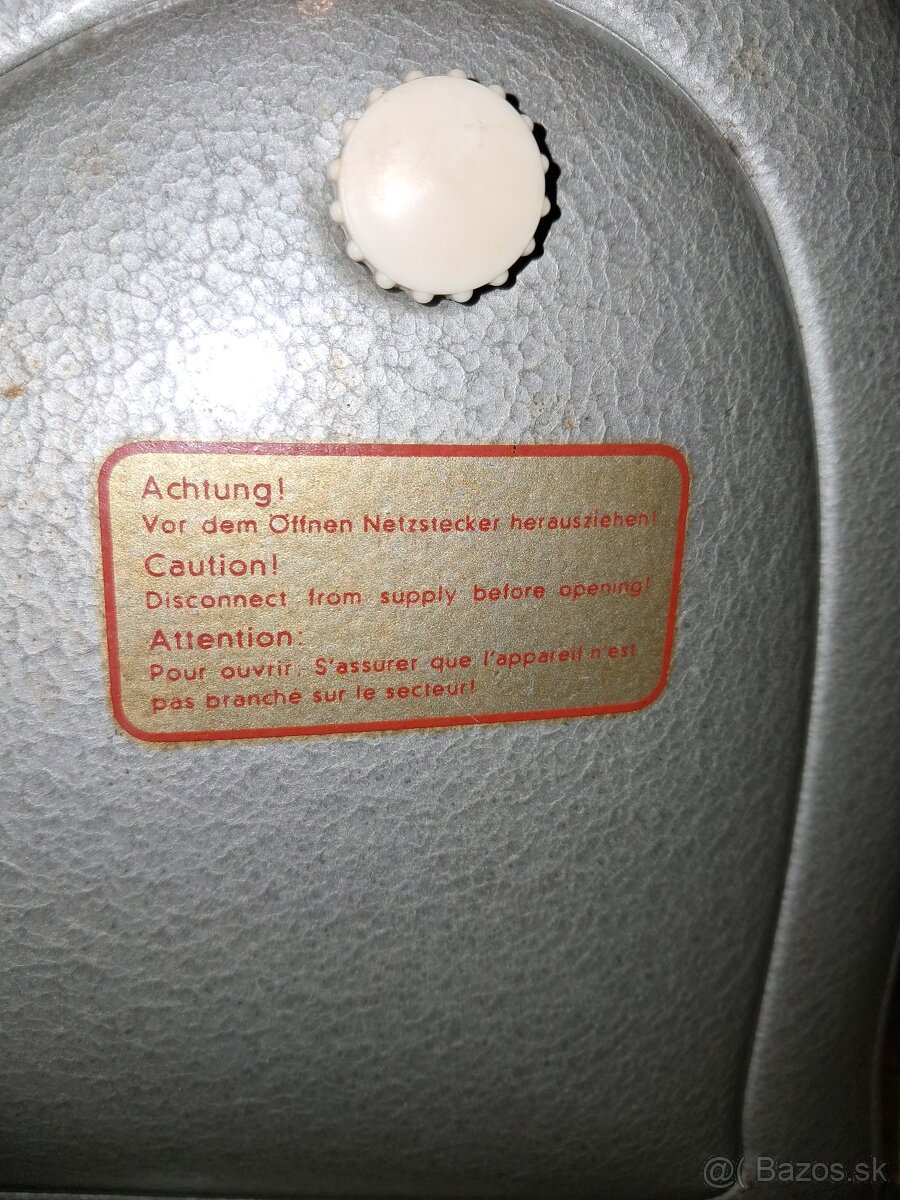 Achtung!
Vor dem Öffnen Netzstecker herausziehen!
Caution!
Disconnect from supply before opening!
Attention:
Pour ouvrir, S'assurer que l'appareil n'est
pas branché sur le secteur!
@( Bazos.sk